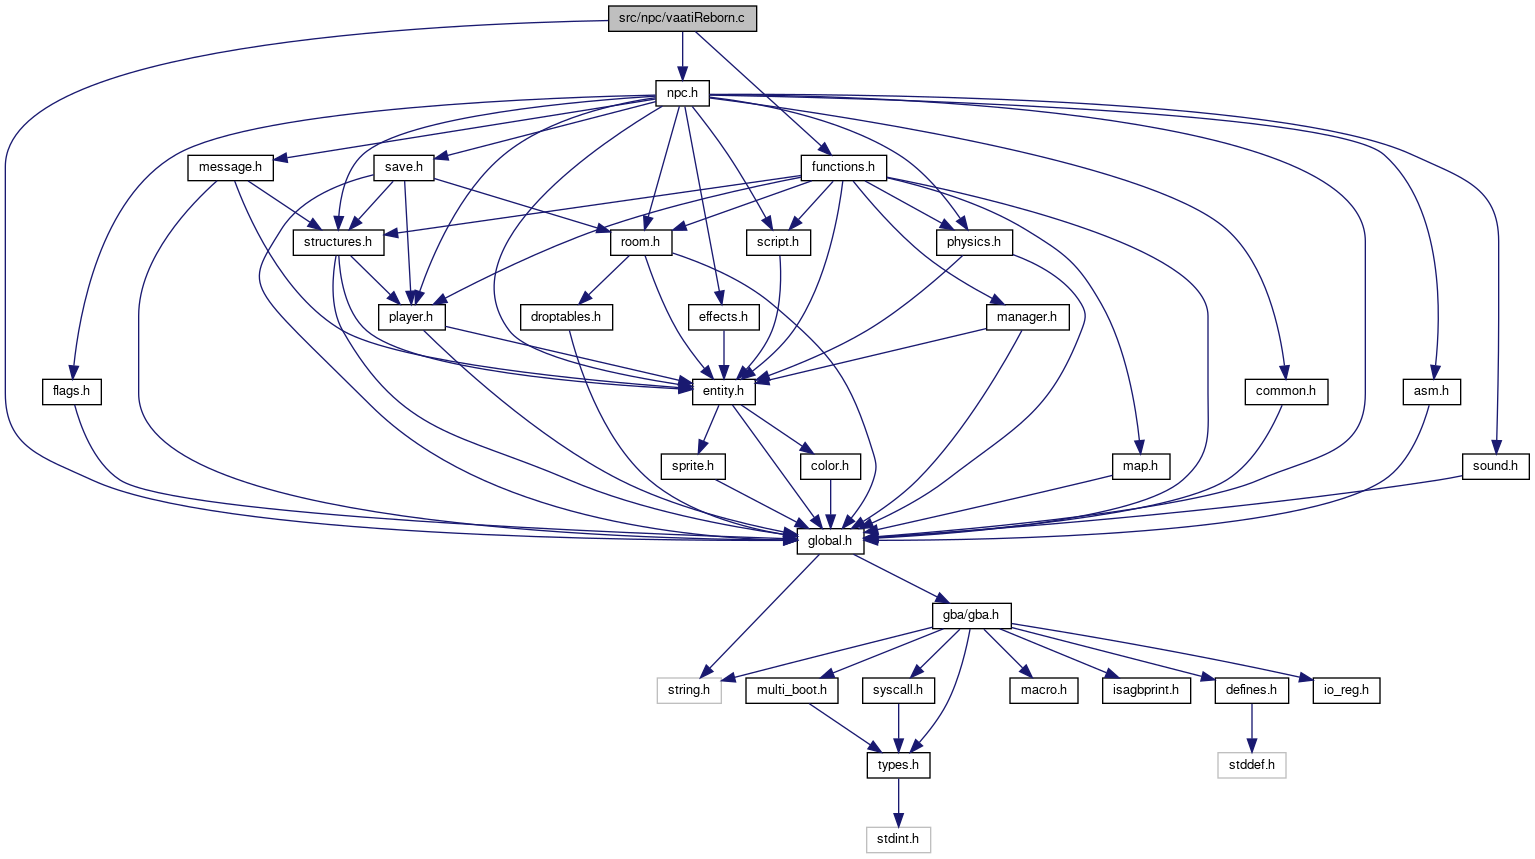 src/npc/vaatiReborn.c
npc.h
message.h
save.h
functions.h
structures.h
room.h
script.h
physics.h
player.h
droptables.h
effects.h
manager.h
flags.h
entity.h
common.h
asm.h
sprite.h
color.h
map.h
sound.h
global.h
gba/gba.h
string.h
multi_boot.h
syscall.h
macro.h
isagbprint.h
defines.h
io_reg.h
types.h
stddef.h
stdint.h